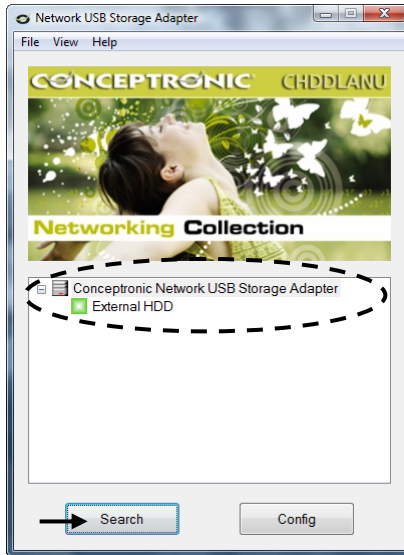 Network USB Storage Adapter
File View Help
CONCEPTRONIC CHDDLANU
Networking Collection
Conceptronic Network USB Storage Adapter
External HDD
Search Config